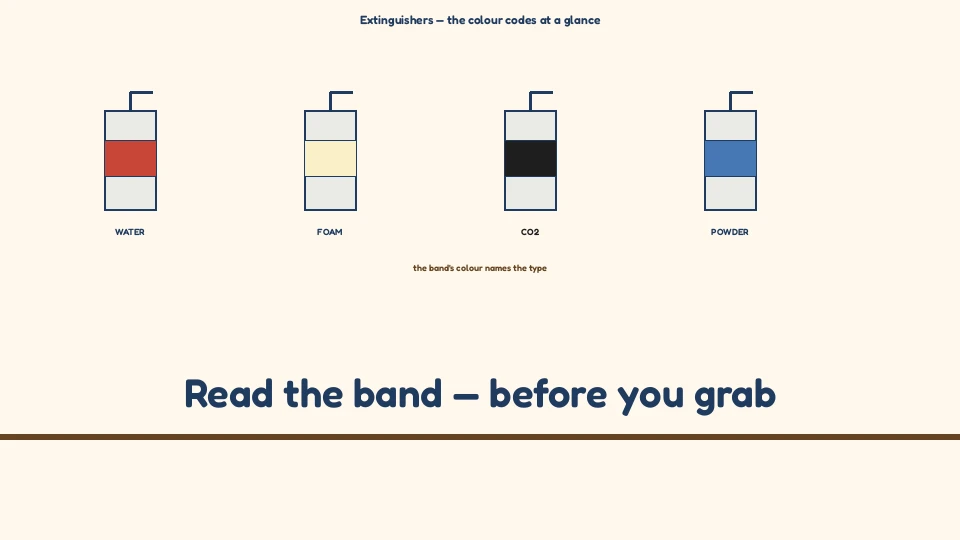 Extinguishers — the colour codes at a glance
WATER
FOAM
CO2
POWDER
the band's colour names the type
Read the band — before you grab